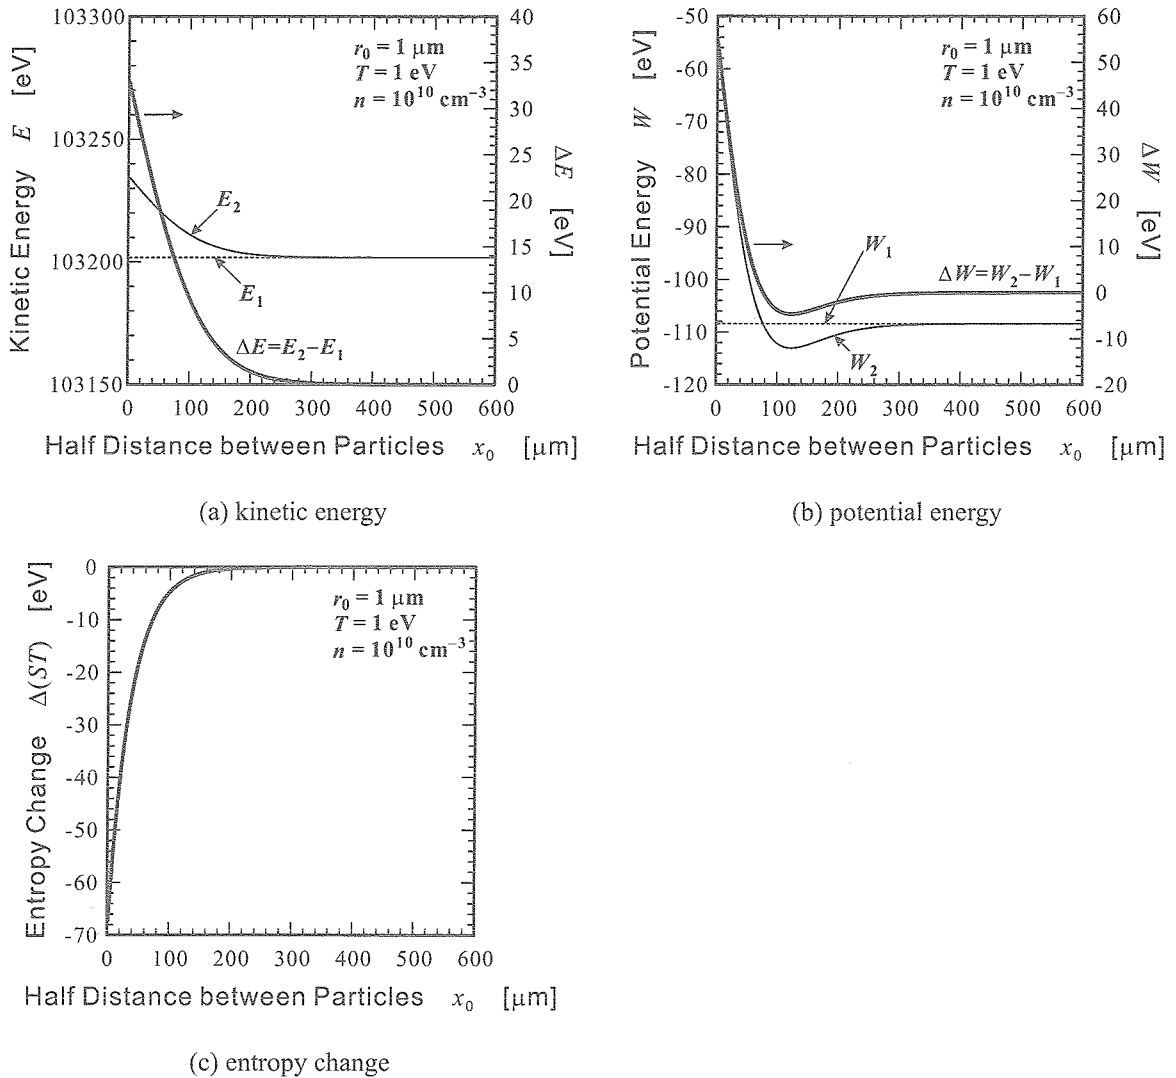 Kinetic Energy E [eV]
103300
103250
103200
103150
40
35
30
25
20
15
10
5
0
ΔE [eV]
r₀ = 1 μm
T = 1 eV
n = 10¹⁰ cm⁻³
E₂
E₁
ΔE=E₂−E₁
0 100 200 300 400 500 600
Half Distance between Particles x₀ [μm]
(a) kinetic energy
Potential Energy W [eV]
-50
-60
-70
-80
-90
-100
-110
-120
60
50
40
30
20
10
0
-10
-20
ΔW [eV]
r₀ = 1 μm
T = 1 eV
n = 10¹⁰ cm⁻³
W₁
ΔW=W₂−W₁
W₂
0 100 200 300 400 500 600
Half Distance between Particles x₀ [μm]
(b) potential energy
Entropy Change Δ(ST) [eV]
0
-10
-20
-30
-40
-50
-60
-70
r₀ = 1 μm
T = 1 eV
n = 10¹⁰ cm⁻³
0 100 200 300 400 500 600
Half Distance between Particles x₀ [μm]
(c) entropy change